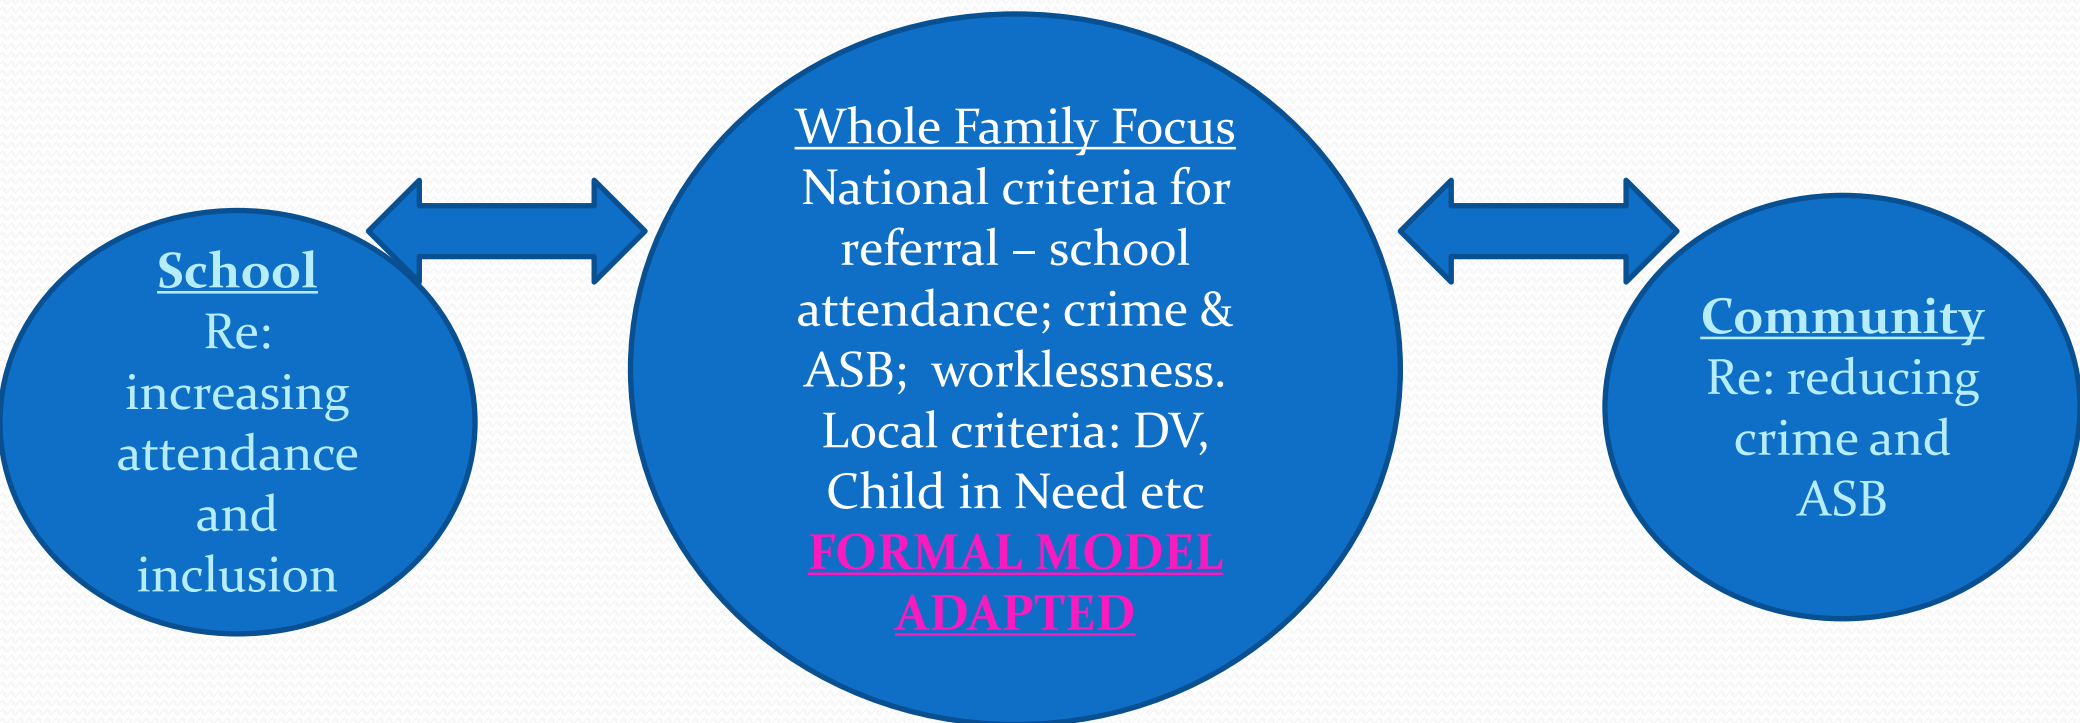 School
Re:
increasing
attendance
and
inclusion
Whole Family Focus
National criteria for
referral – school
attendance; crime &
ASB;  worklessness.
Local criteria: DV,
Child in Need etc
FORMAL MODEL
ADAPTED
Community
Re: reducing
crime and
ASB